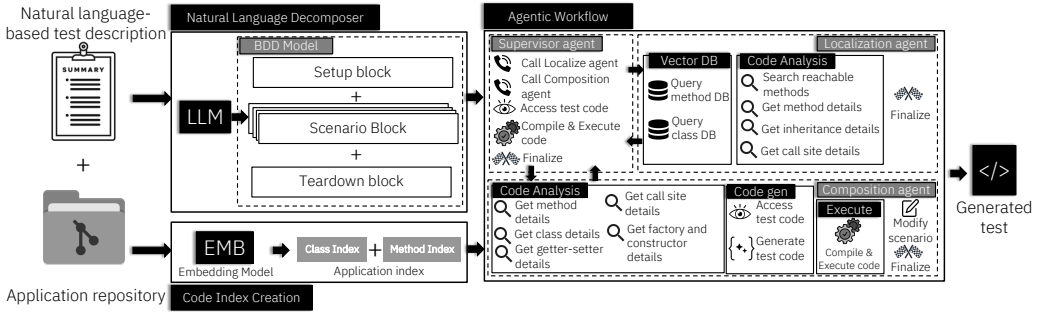 Natural language-
based test description
SUMMARY
+
Application repository
Natural Language Decomposer
LLM
BDD Model
Setup block
+
Scenario Block
+
Teardown block
EMB
Embedding Model
Class Index
+
Method Index
Application index
Code Index Creation
Agentic Workflow
Supervisor agent
Call Localize agent
Call Composition
agent
Access test code
Compile & Execute
code
Finalize
Localization agent
Vector DB
Query
method DB
Query
class DB
Code Analysis
Search reachable
methods
Get method details
Get inheritance details
Get call site details
Finalize
Code Analysis
Get method
details
Get class details
Get getter-setter
details
Get call site
details
Get factory and
constructor
details
Code gen
Access
test code
Generate
test code
Composition agent
Execute
Compile &
Execute code
Modify
scenario
Finalize
</>
Generated
test